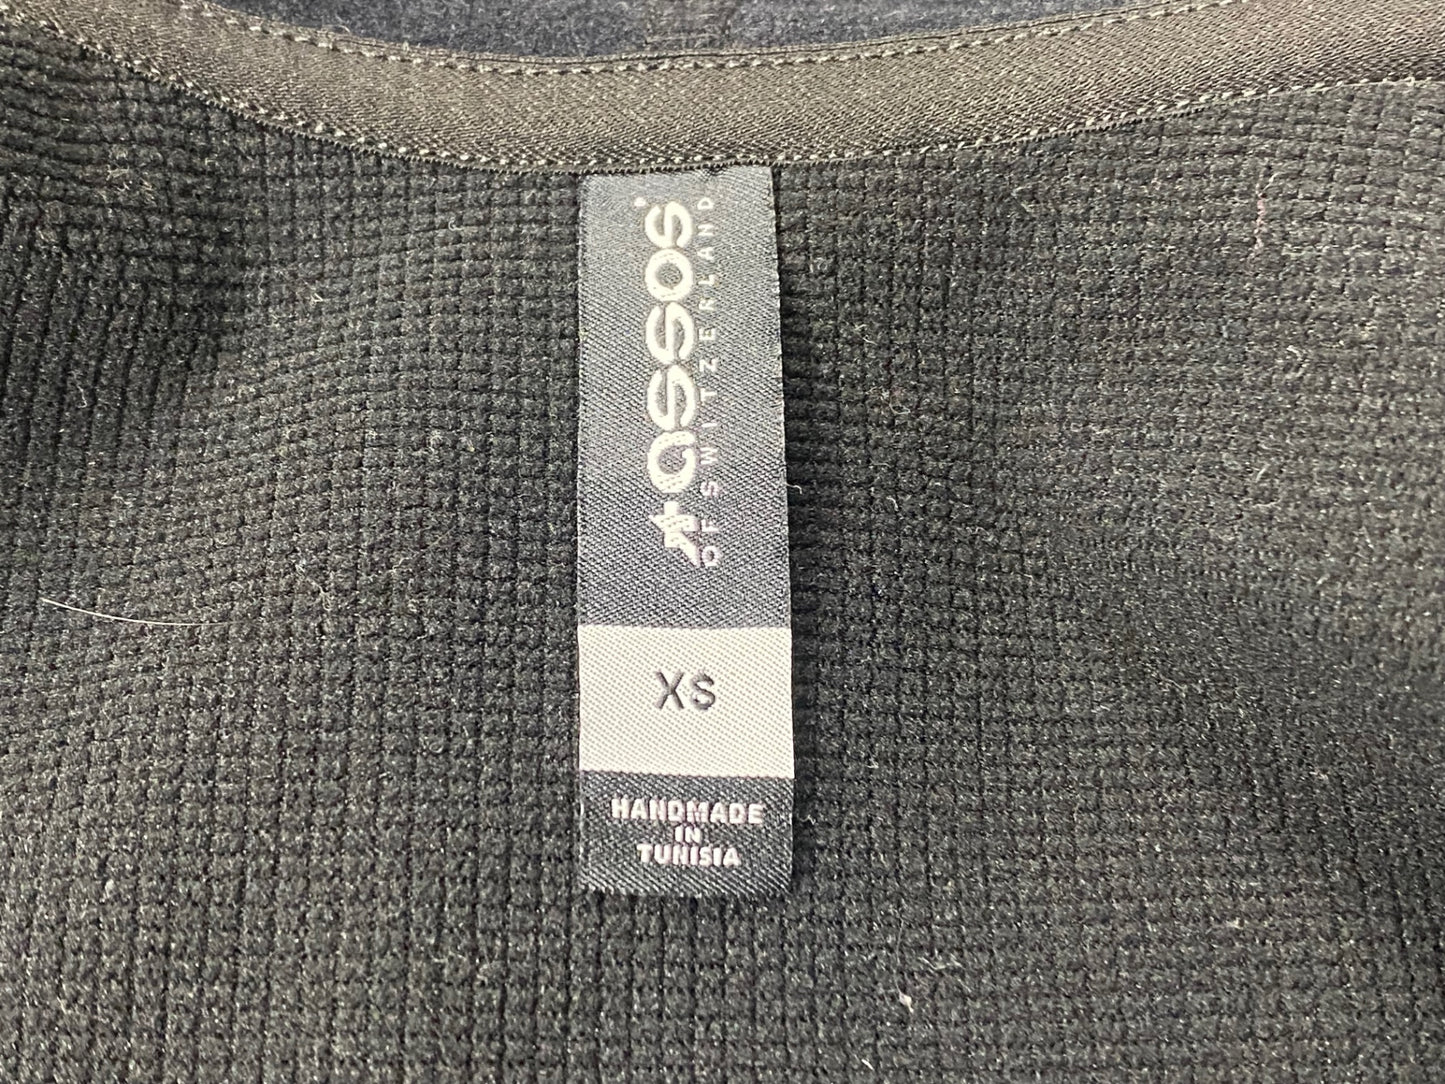 assos®
OF SWITZERLAND
XS
HANDMADE
IN
TUNISIA